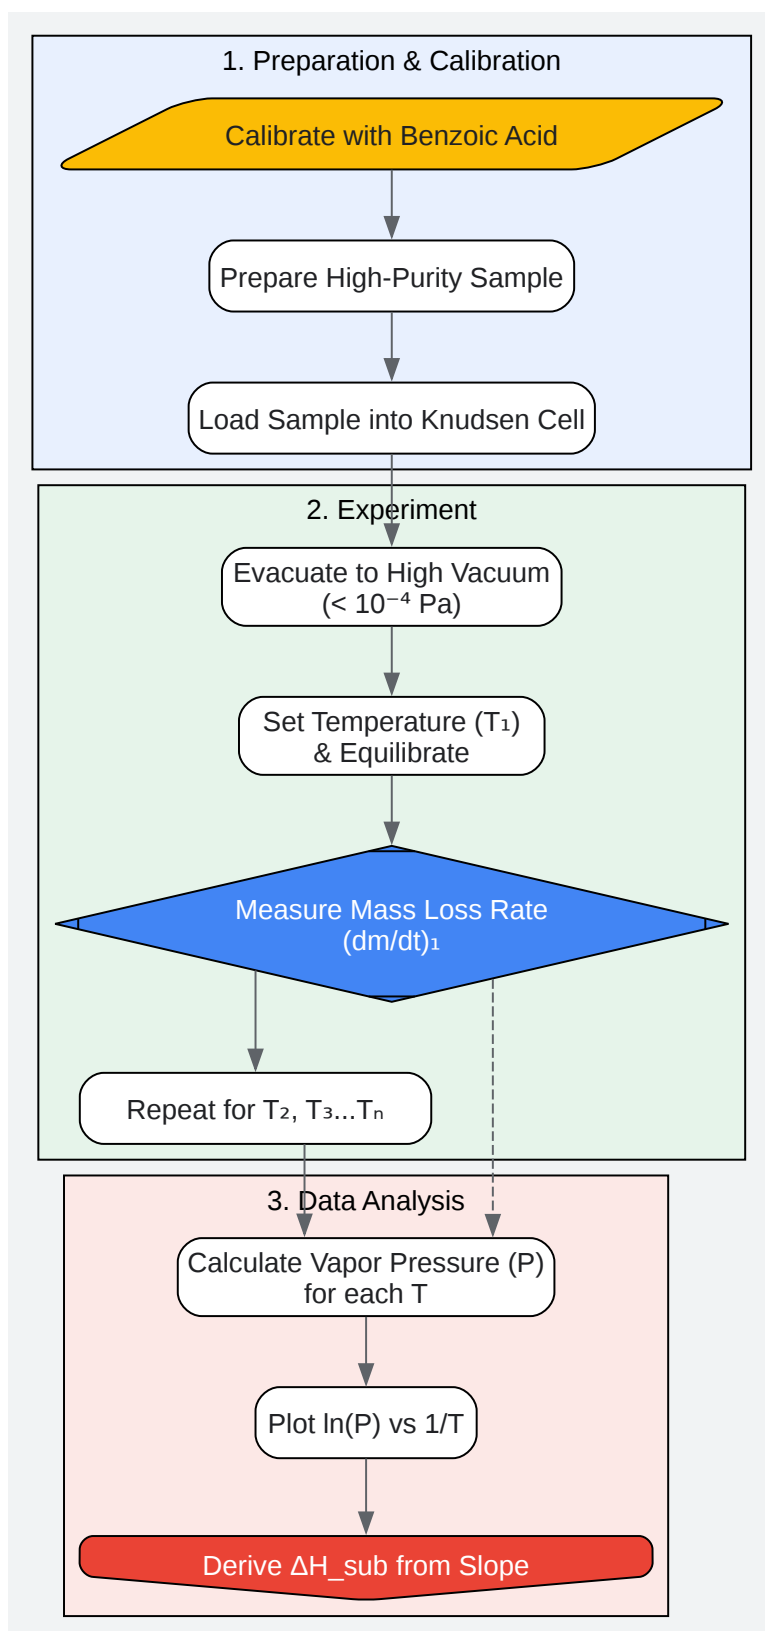 1. Preparation & Calibration
Calibrate with Benzoic Acid
Prepare High-Purity Sample
Load Sample into Knudsen Cell
2. Experiment
Evacuate to High Vacuum
(< 10⁻⁴ Pa)
Set Temperature (T₁)
& Equilibrate
Measure Mass Loss Rate
(dm/dt)₁
Repeat for T₂, T₃...Tₙ
3. Data Analysis
Calculate Vapor Pressure (P)
for each T
Plot ln(P) vs 1/T
Derive ΔH_sub from Slope